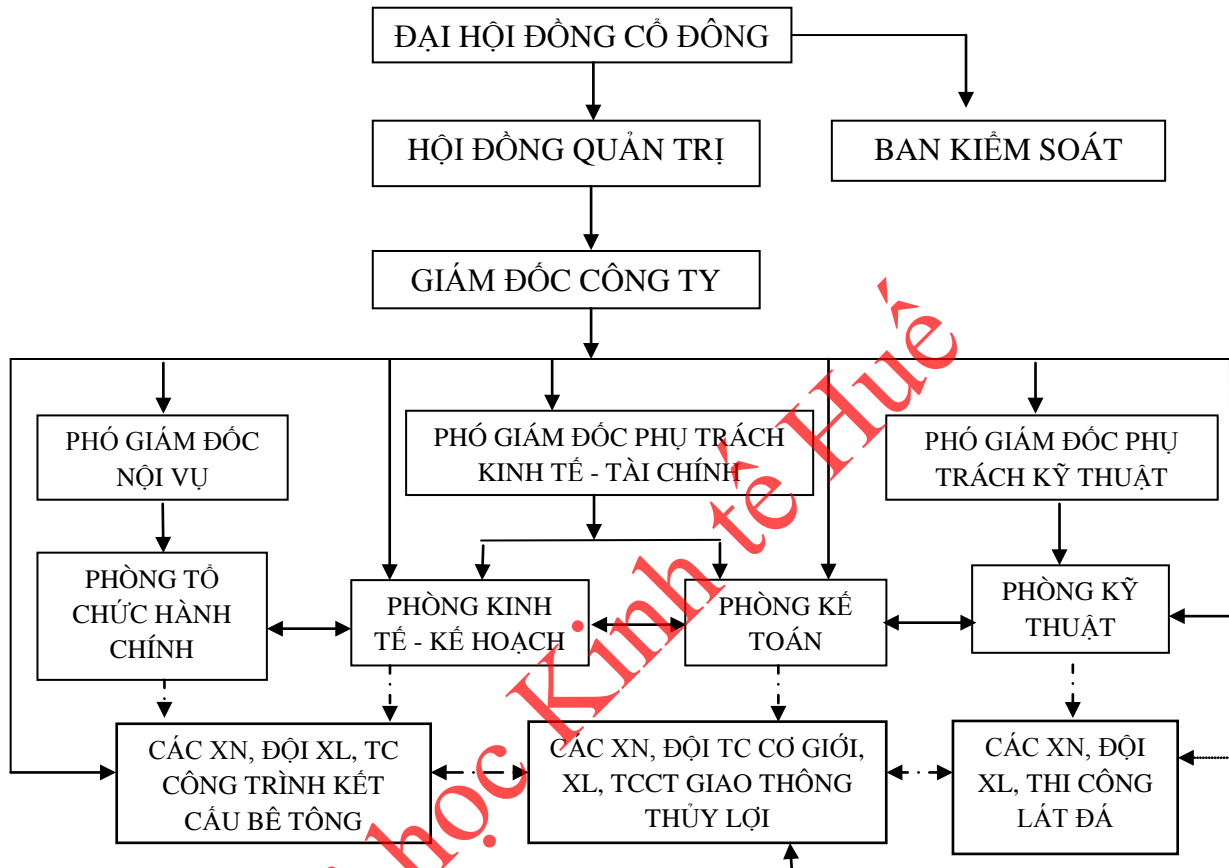 ĐẠI HỘI ĐỒNG CỔ ĐÔNG
HỘI ĐỒNG QUẢN TRỊ
BAN KIỂM SOÁT
GIÁM ĐỐC CÔNG TY
PHÓ GIÁM ĐỐC
NỘI VỤ
PHÓ GIÁM ĐỐC PHỤ TRÁCH
KINH TẾ - TÀI CHÍNH
PHÓ GIÁM ĐỐC PHỤ
TRÁCH KỸ THUẬT
PHÒNG TỔ
CHỨC HÀNH
CHÍNH
PHÒNG KINH
TẾ - KẾ HOẠCH
PHÒNG KẾ
TOÁN
PHÒNG KỸ
THUẬT
CÁC XN, ĐỘI XL, TC
CÔNG TRÌNH KẾT
CẤU BÊ TÔNG
CÁC XN, ĐỘI TC CƠ GIỚI,
XL, TCCT GIAO THÔNG
THỦY LỢI
CÁC XN, ĐỘI
XL, THI CÔNG
LÁT ĐÁ
học Kinh tế Huế